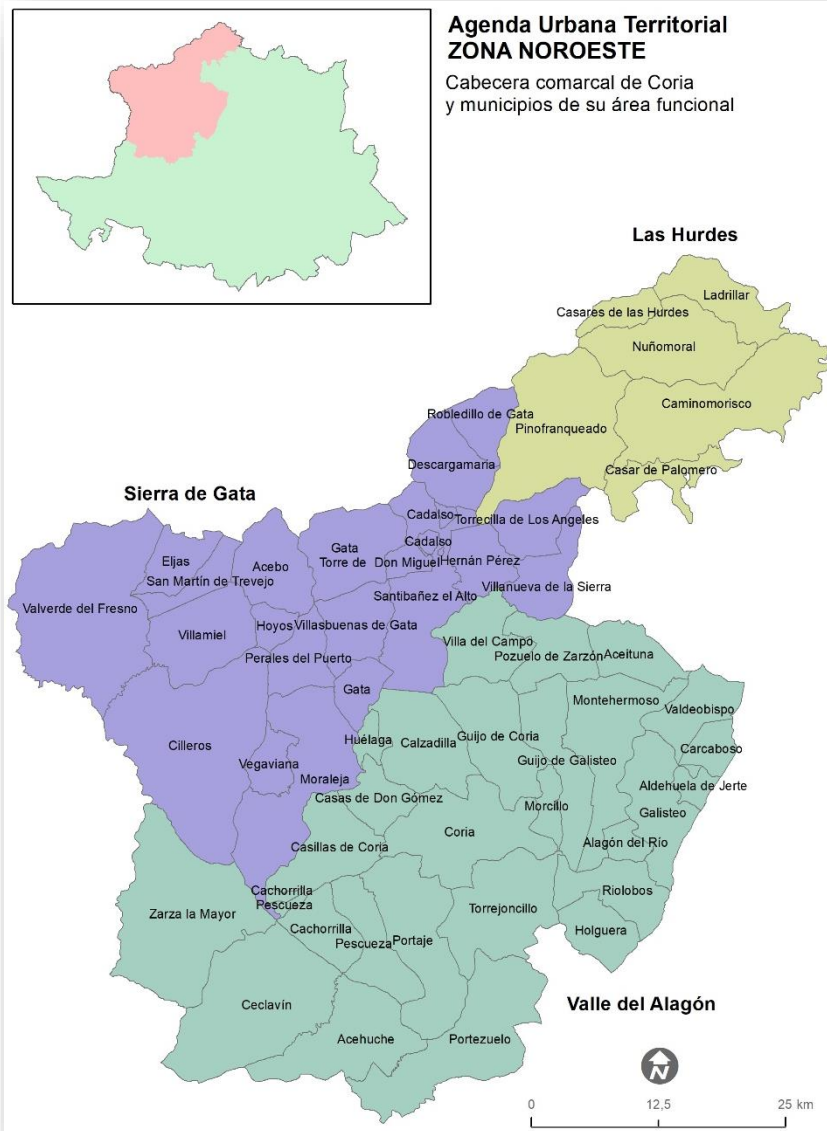 Agenda Urbana Territorial
ZONA NOROESTE
Cabecera comarcal de Coria
y municipios de su área funcional
Las Hurdes
Ladrillar
Casares de las Hurdes
Nuñomoral
Caminomorisco
Robledillo de Gata
Pinofranqueado
Descargamaría
Casar de Palomero
Sierra de Gata
Cadalso
Torrecilla de Los Angeles
Cadalso
Gata
Eljas
Acebo
Torre de
Don Miguel
Hernán Pérez
San Martín de Trevejo
Villanueva de la Sierra
Santibañez el Alto
Valverde del Fresno
Hoyos
Villasbuenas de Gata
Villamiel
Villa del Campo
Pozuelo de Zarzón
Aceituna
Perales del Puerto
Gata
Montehermoso
Valdeobispo
Huélaga
Calzadilla
Guijo de Coria
Cilleros
Carcaboso
Vegaviana
Guijo de Galisteo
Moraleja
Aldehuela de Jerte
Casas de Don Gómez
Morcillo
Galisteo
Coria
Casillas de Coria
Alagón del Río
Cachorrilla
Riolobos
Pescueza
Zarza la Mayor
Torrejoncillo
Cachorrilla
Holguera
Pescueza
Portaje
Ceclavín
Valle del Alagón
Acehuche
Portezuelo
N
0 12,5 25 km